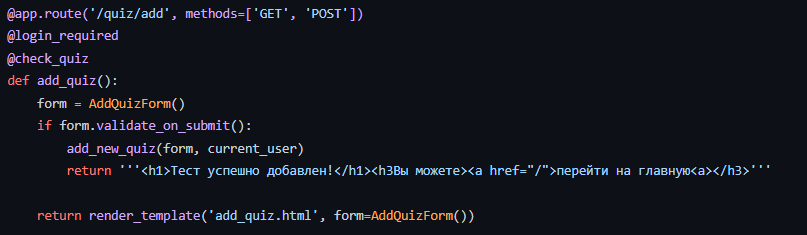 @app.route('/quiz/add', methods=['GET', 'POST'])
@login_required
@check_quiz
def add_quiz():
    form = AddQuizForm()
    if form.validate_on_submit():
        add_new_quiz(form, current_user)
        return '''<h1>Тест успешно добавлен!</h1><h3Вы можете><a href="/">перейти на главную<a></h3>'''
    return render_template('add_quiz.html', form=AddQuizForm())